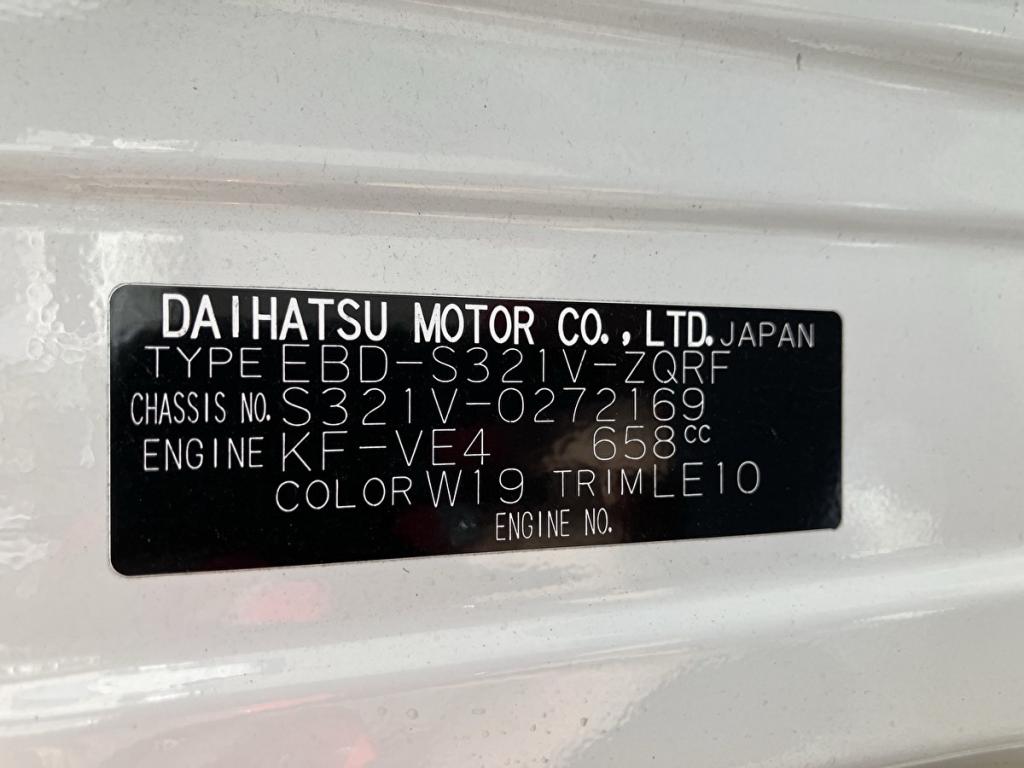 DAIHATSU MOTOR CO.,LTD. JAPAN
TYPE EBD-S321V-ZQRF
CHASSIS NO. S321V-0272169
ENGINE KF-VE4 658cc
COLOR W19 TRIM LE10
ENGINE NO.